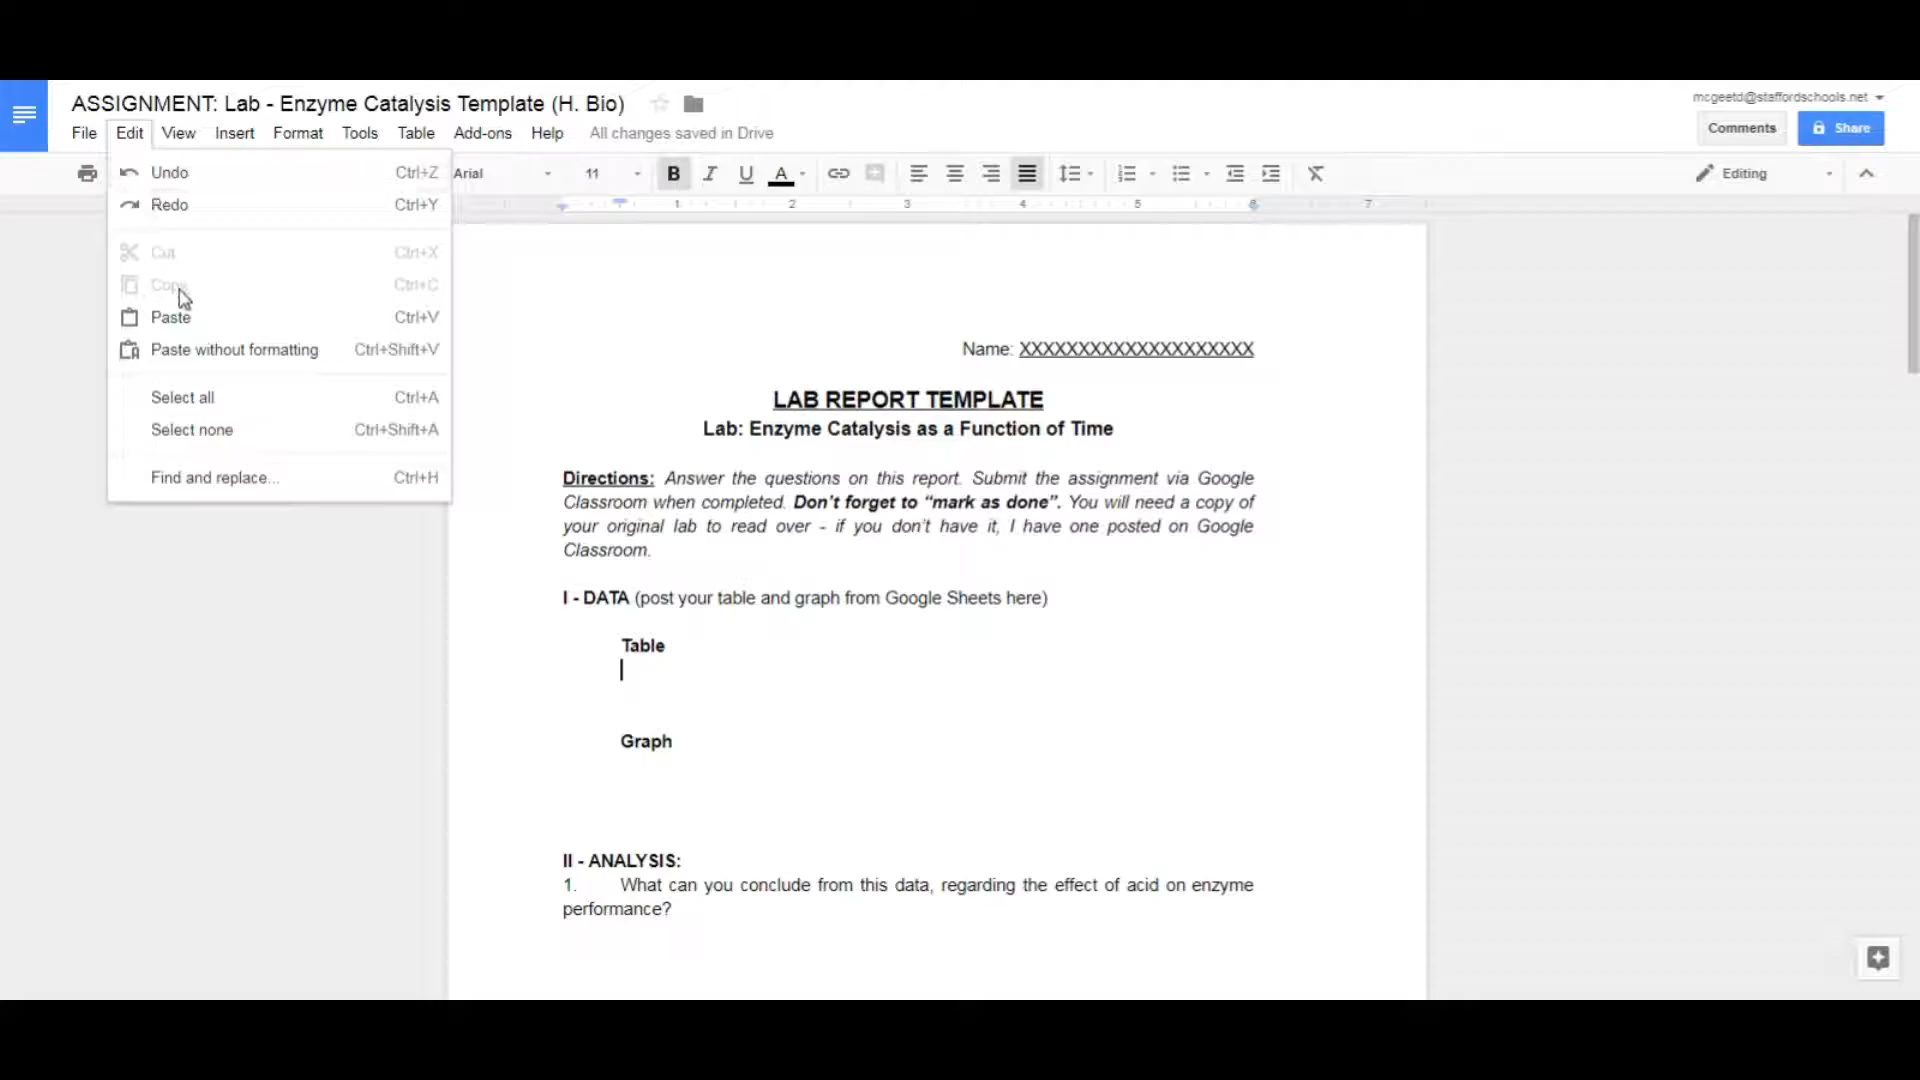 ASSIGNMENT: Lab - Enzyme Catalysis Template (H. Bio)
mcgeetd@staffordschools.net
File Edit View Insert Format Tools Table Add-ons Help All changes saved in Drive
Comments Share
Arial 11 B I U A Editing
Undo Ctrl+Z
Redo Ctrl+Y
Cut Ctrl+X
Copy Ctrl+C
Paste Ctrl+V
Paste without formatting Ctrl+Shift+V
Select all Ctrl+A
Select none Ctrl+Shift+A
Find and replace... Ctrl+H
1 2 3 4 5 6 7
Name: XXXXXXXXXXXXXXXXXXXX
LAB REPORT TEMPLATE
Lab: Enzyme Catalysis as a Function of Time
Directions: Answer the questions on this report. Submit the assignment via Google
Classroom when completed. Don't forget to “mark as done”. You will need a copy of
your original lab to read over - if you don't have it, I have one posted on Google
Classroom.
I - DATA (post your table and graph from Google Sheets here)
Table
Graph
II - ANALYSIS:
1. What can you conclude from this data, regarding the effect of acid on enzyme
performance?